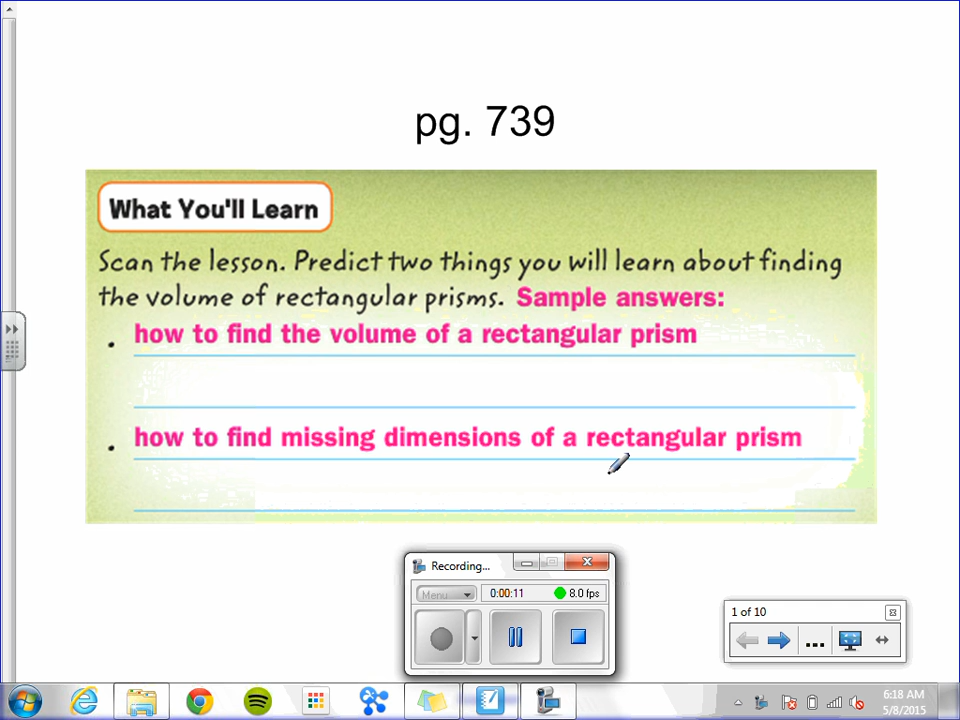 pg. 739
What You'll Learn
Scan the lesson. Predict two things you will learn about finding
the volume of rectangular prisms. Sample answers:
• how to find the volume of a rectangular prism
• how to find missing dimensions of a rectangular prism
Recording...
Menu 0:00:11 8.0 fps
1 of 10
...
6:18 AM
5/8/2015